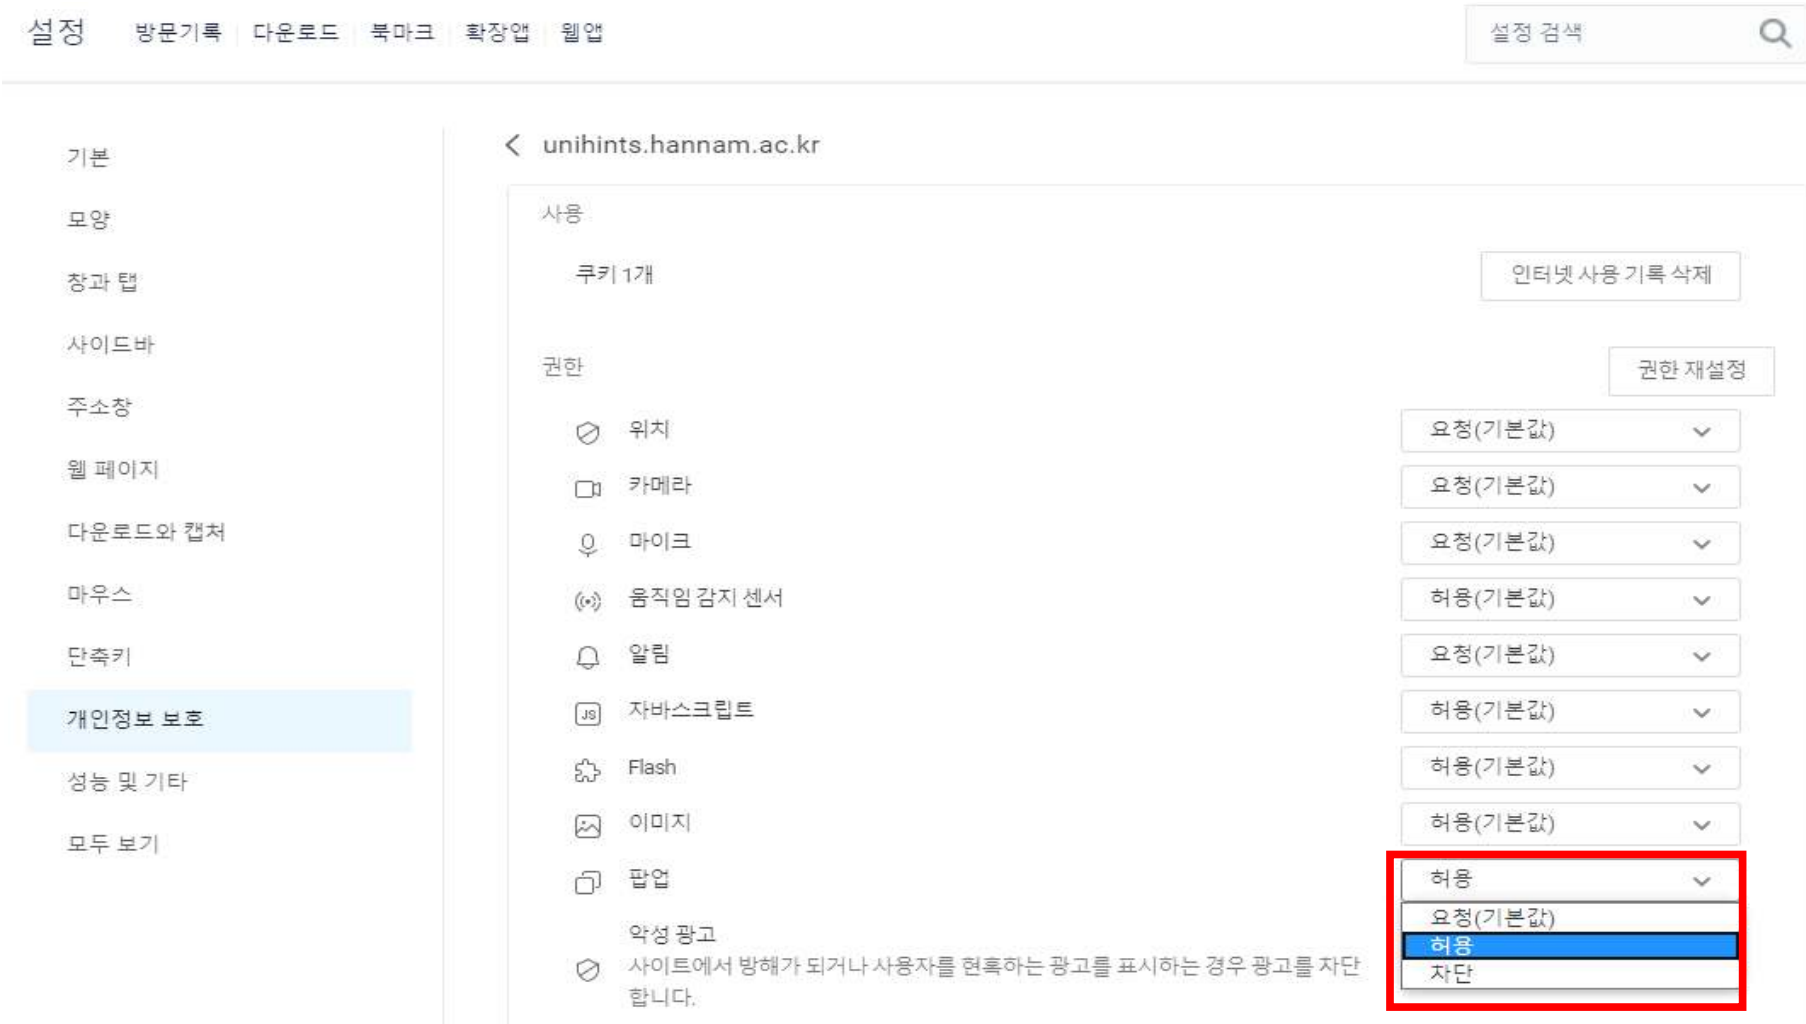 설정 방문기록 다운로드 북마크 확장앱 웹앱 설정 검색
기본
모양
창과 탭
사이드바
주소창
웹 페이지
다운로드와 캡처
마우스
단축키
개인정보 보호
성능 및 기타
모두 보기
unihints.hannam.ac.kr
사용
쿠키 1개 인터넷 사용 기록 삭제
권한 권한 재설정
위치 요청(기본값)
카메라 요청(기본값)
마이크 요청(기본값)
움직임 감지 센서 허용(기본값)
알림 요청(기본값)
JS 자바스크립트 허용(기본값)
Flash 허용(기본값)
이미지 허용(기본값)
팝업 허용
요청(기본값)
허용
차단
악성 광고
사이트에서 방해가 되거나 사용자를 현혹하는 광고를 표시하는 경우 광고를 차단
합니다.